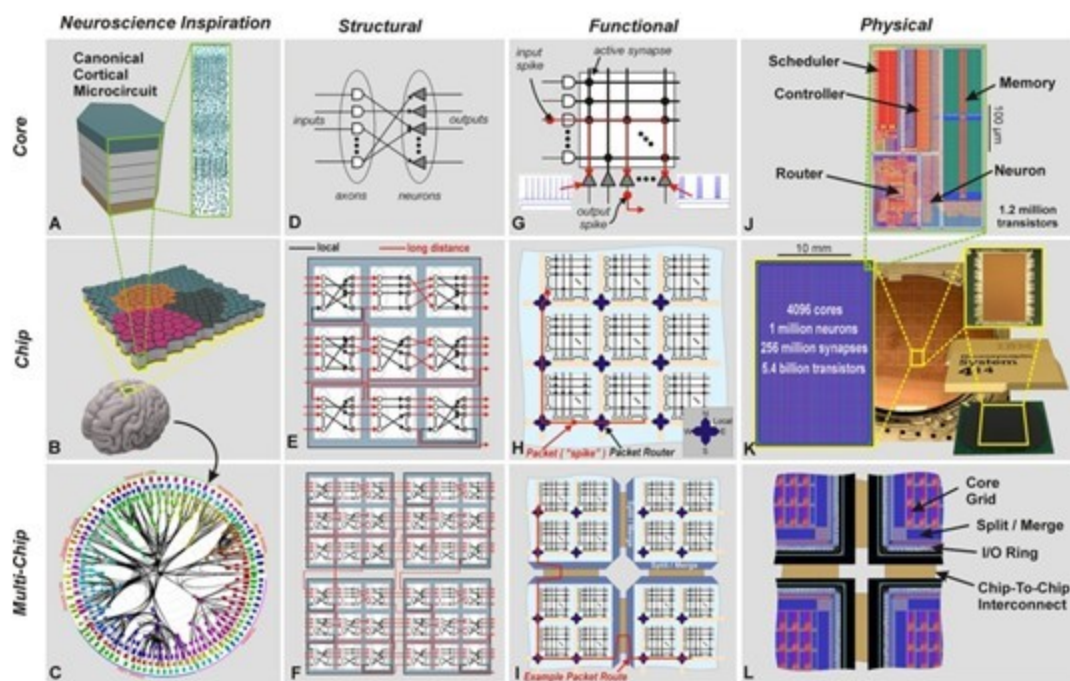 Neuroscience Inspiration
Structural
Functional
Physical
Core
Canonical
Cortical
Microcircuit
A
inputs
outputs
axons
neurons
D
input
spike
active synapse
output
spike
G
Scheduler
Controller
Router
Memory
100 µm
Neuron
1.2 million
transistors
J
Chip
B
local
long distance
E
N
Local
W
E
S
H
Packet ( "spike" )
Packet Router
10 mm
4096 cores
1 million neurons
256 million synapses
5.4 billion transistors
System
414
K
Multi-Chip
C
F
Split / Merge
I
Example Packet Route
Core
Grid
Split / Merge
I/O Ring
Chip-To-Chip
Interconnect
L